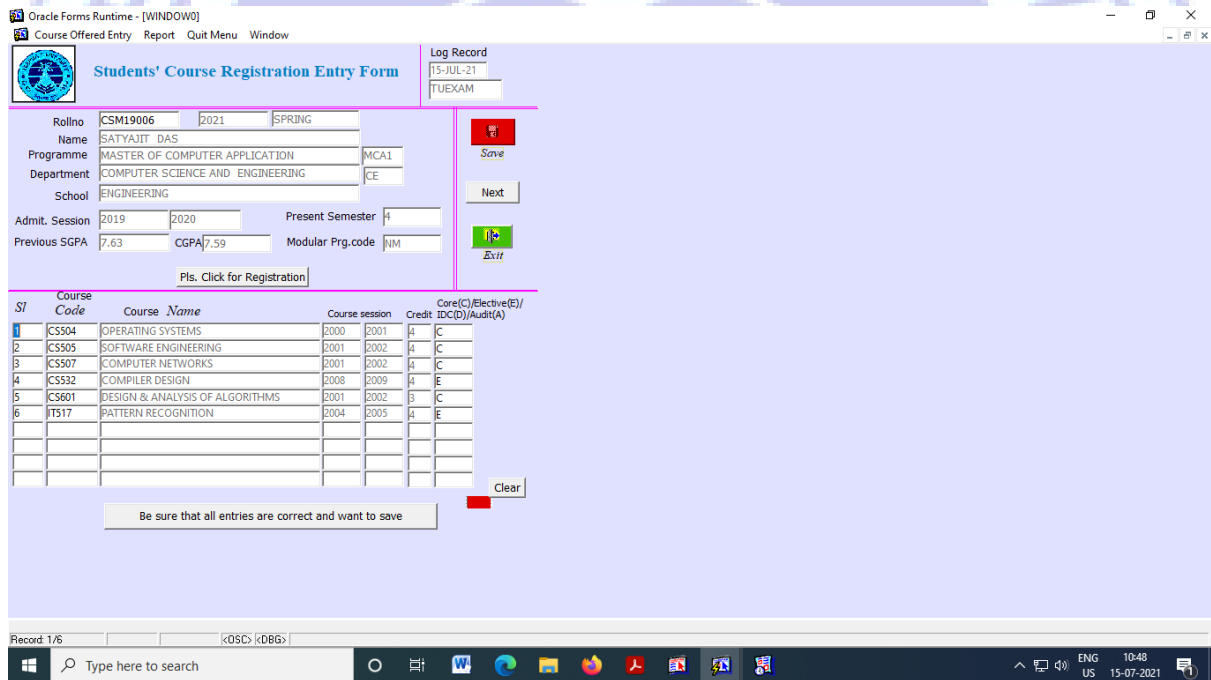 Oracle Forms Runtime - [WINDOW0]
Course Offered Entry Report Quit Menu Window
Students' Course Registration Entry Form
Log Record
15-JUL-21
TUEXAM
Rollno CSM19006 2021 SPRING
Name SATYAJIT DAS
Programme MASTER OF COMPUTER APPLICATION MCA1
Department COMPUTER SCIENCE AND ENGINEERING CE
School ENGINEERING
Admit. Session 2019 2020 Present Semester 4
Previous SGPA 7.63 CGPA 7.59 Modular Prg.code NM
Save
Next
Exit
Pls. Click for Registration
Sl Course Code Course Name Course session Credit Core(C)/Elective(E)/ IDC(D)/Audit(A)
1 CS504 OPERATING SYSTEMS 2000 2001 4 C
2 CS505 SOFTWARE ENGINEERING 2001 2002 4 C
3 CS507 COMPUTER NETWORKS 2001 2002 4 C
4 CS532 COMPILER DESIGN 2008 2009 4 E
5 CS601 DESIGN & ANALYSIS OF ALGORITHMS 2001 2002 3 C
6 IT517 PATTERN RECOGNITION 2004 2005 4 E
Clear
Be sure that all entries are correct and want to save
Record: 1/6 <OSC> <DBG>
Type here to search
ENG
US
10:48
15-07-2021